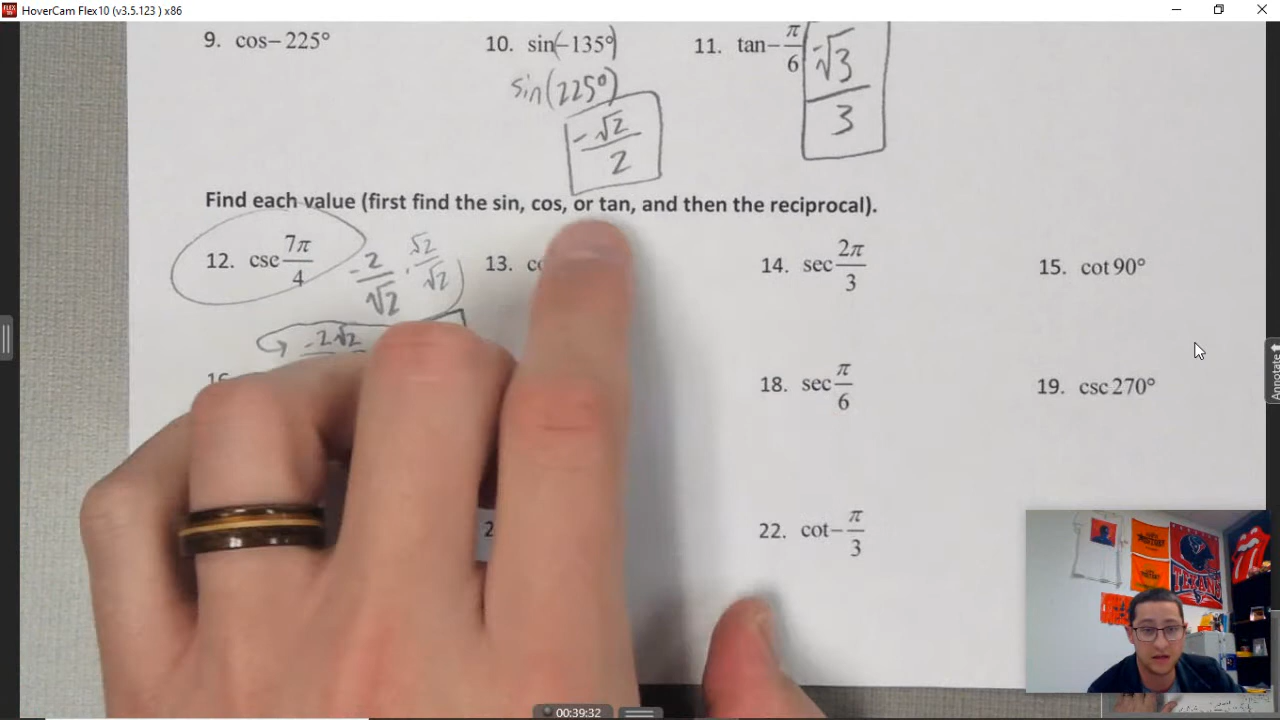 HoverCam Flex10 (v3.5.123 ) x86
9. cos-225°
10. sin(-135°)
11. tan-π/6
-√3/3
sin(225°)
-√2/2
Find each value (first find the sin, cos, or tan, and then the reciprocal).
12. csc 7π/4
-2/√2 · √2/√2
13. c
14. sec 2π/3
15. cot 90°
-2√2
18. sec π/6
19. csc 270°
22. cot-π/3
TEXANS
Annotate
00:39:32